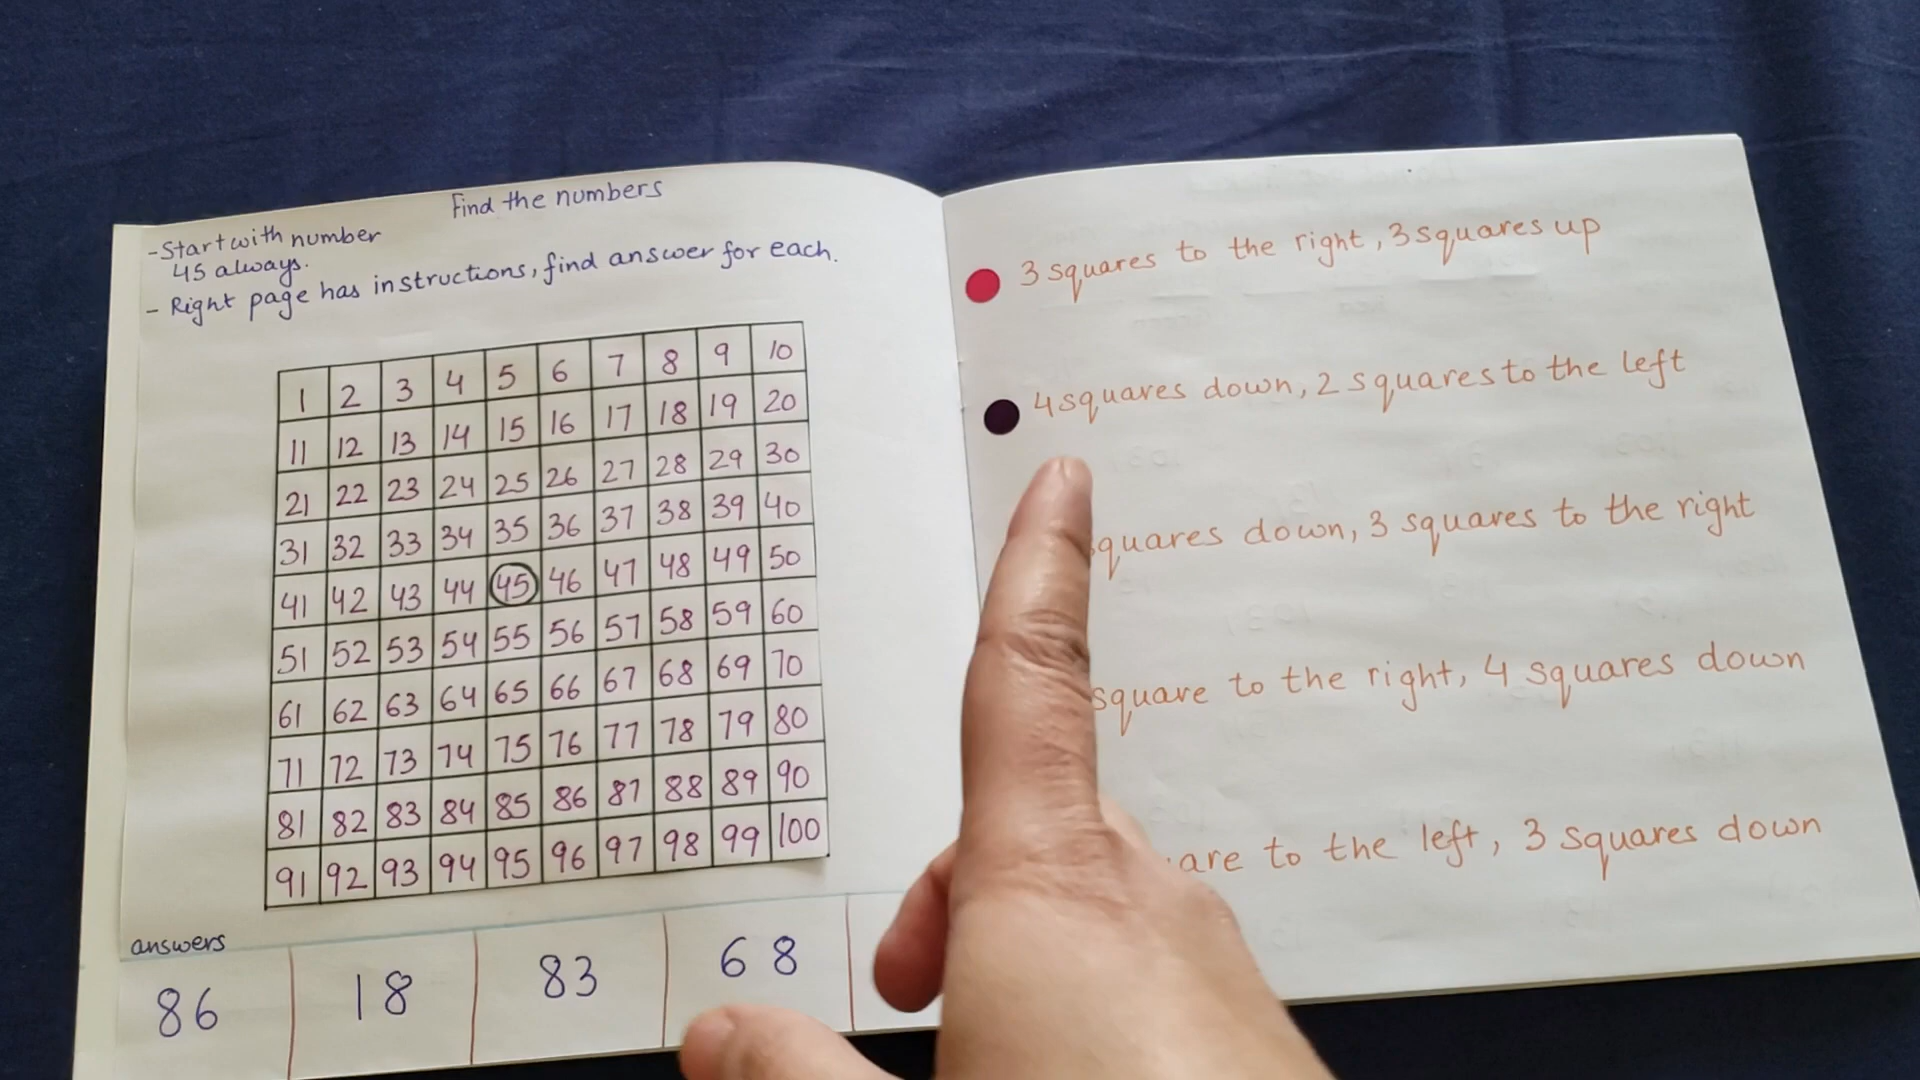 Find the numbers
- Start with number
45 always.
- Right page has instructions, find answer for each.
1 2 3 4 5 6 7 8 9 10
11 12 13 14 15 16 17 18 19 20
21 22 23 24 25 26 27 28 29 30
31 32 33 34 35 36 37 38 39 40
41 42 43 44 45 46 47 48 49 50
51 52 53 54 55 56 57 58 59 60
61 62 63 64 65 66 67 68 69 70
71 72 73 74 75 76 77 78 79 80
81 82 83 84 85 86 87 88 89 90
91 92 93 94 95 96 97 98 99 100
answers
86 18 83 68
3 squares to the right, 3 squares up
4 squares down, 2 squares to the left
down, 3 squares to the right
square to the right, 4 squares down
to the left, 3 squares down